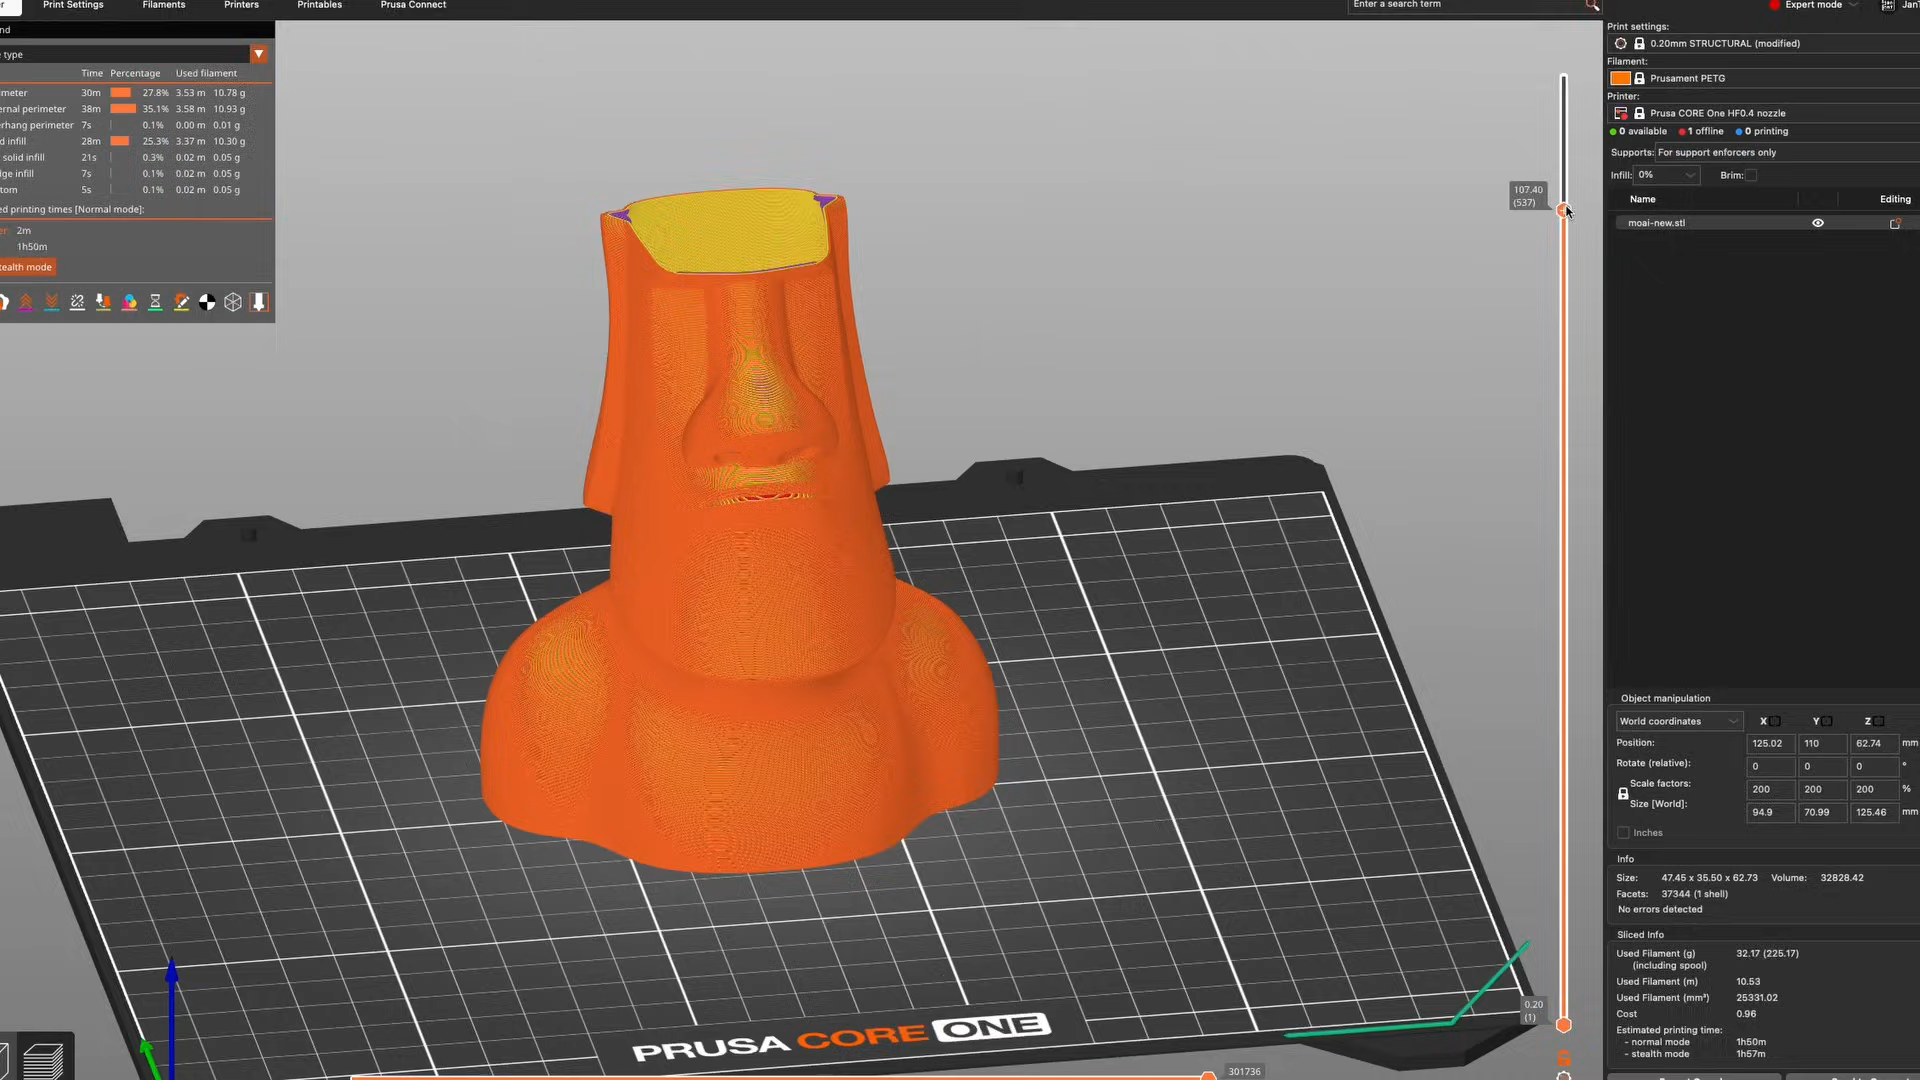 Print Settings Filaments Printers Printables Prusa Connect Enter a search term Expert mode
type
Time Percentage Used filament
30m 27.8% 3.53 m 10.78 g
38m 35.1% 3.58 m 10.93 g
7s 0.1% 0.00 m 0.01 g
28m 25.3% 3.37 m 10.30 g
solid infill 21s 0.3% 0.02 m 0.05 g
7s 0.1% 0.02 m 0.05 g
5s 0.1% 0.02 m 0.05 g
printing times [Normal mode]:
2m
1h50m
mode
107.40
(537)
0.20
(1)
301736
PRUSA CORE ONE
Print settings:
0.20mm STRUCTURAL (modified)
Filament:
Prusament PETG
Printer:
Prusa CORE One HF0.4 nozzle
0 available 1 offline 0 printing
Supports: For support enforcers only
Infill: 0% Brim:
Name Editing
moai-new.stl
Object manipulation
World coordinates X Y Z
Position: 125.02 110 62.74 mm
Rotate (relative): 0 0 0 °
Scale factors: 200 200 200 %
Size [World]: 94.9 70.99 125.46 mm
Inches
Info
Size: 47.45 x 35.50 x 62.73 Volume: 32828.42
Facets: 37344 (1 shell)
No errors detected
Sliced Info
Used Filament (g) 32.17 (225.17)
(including spool)
Used Filament (m) 10.53
Used Filament (mm³) 25331.02
Cost 0.96
Estimated printing time:
- normal mode 1h50m
- stealth mode 1h57m